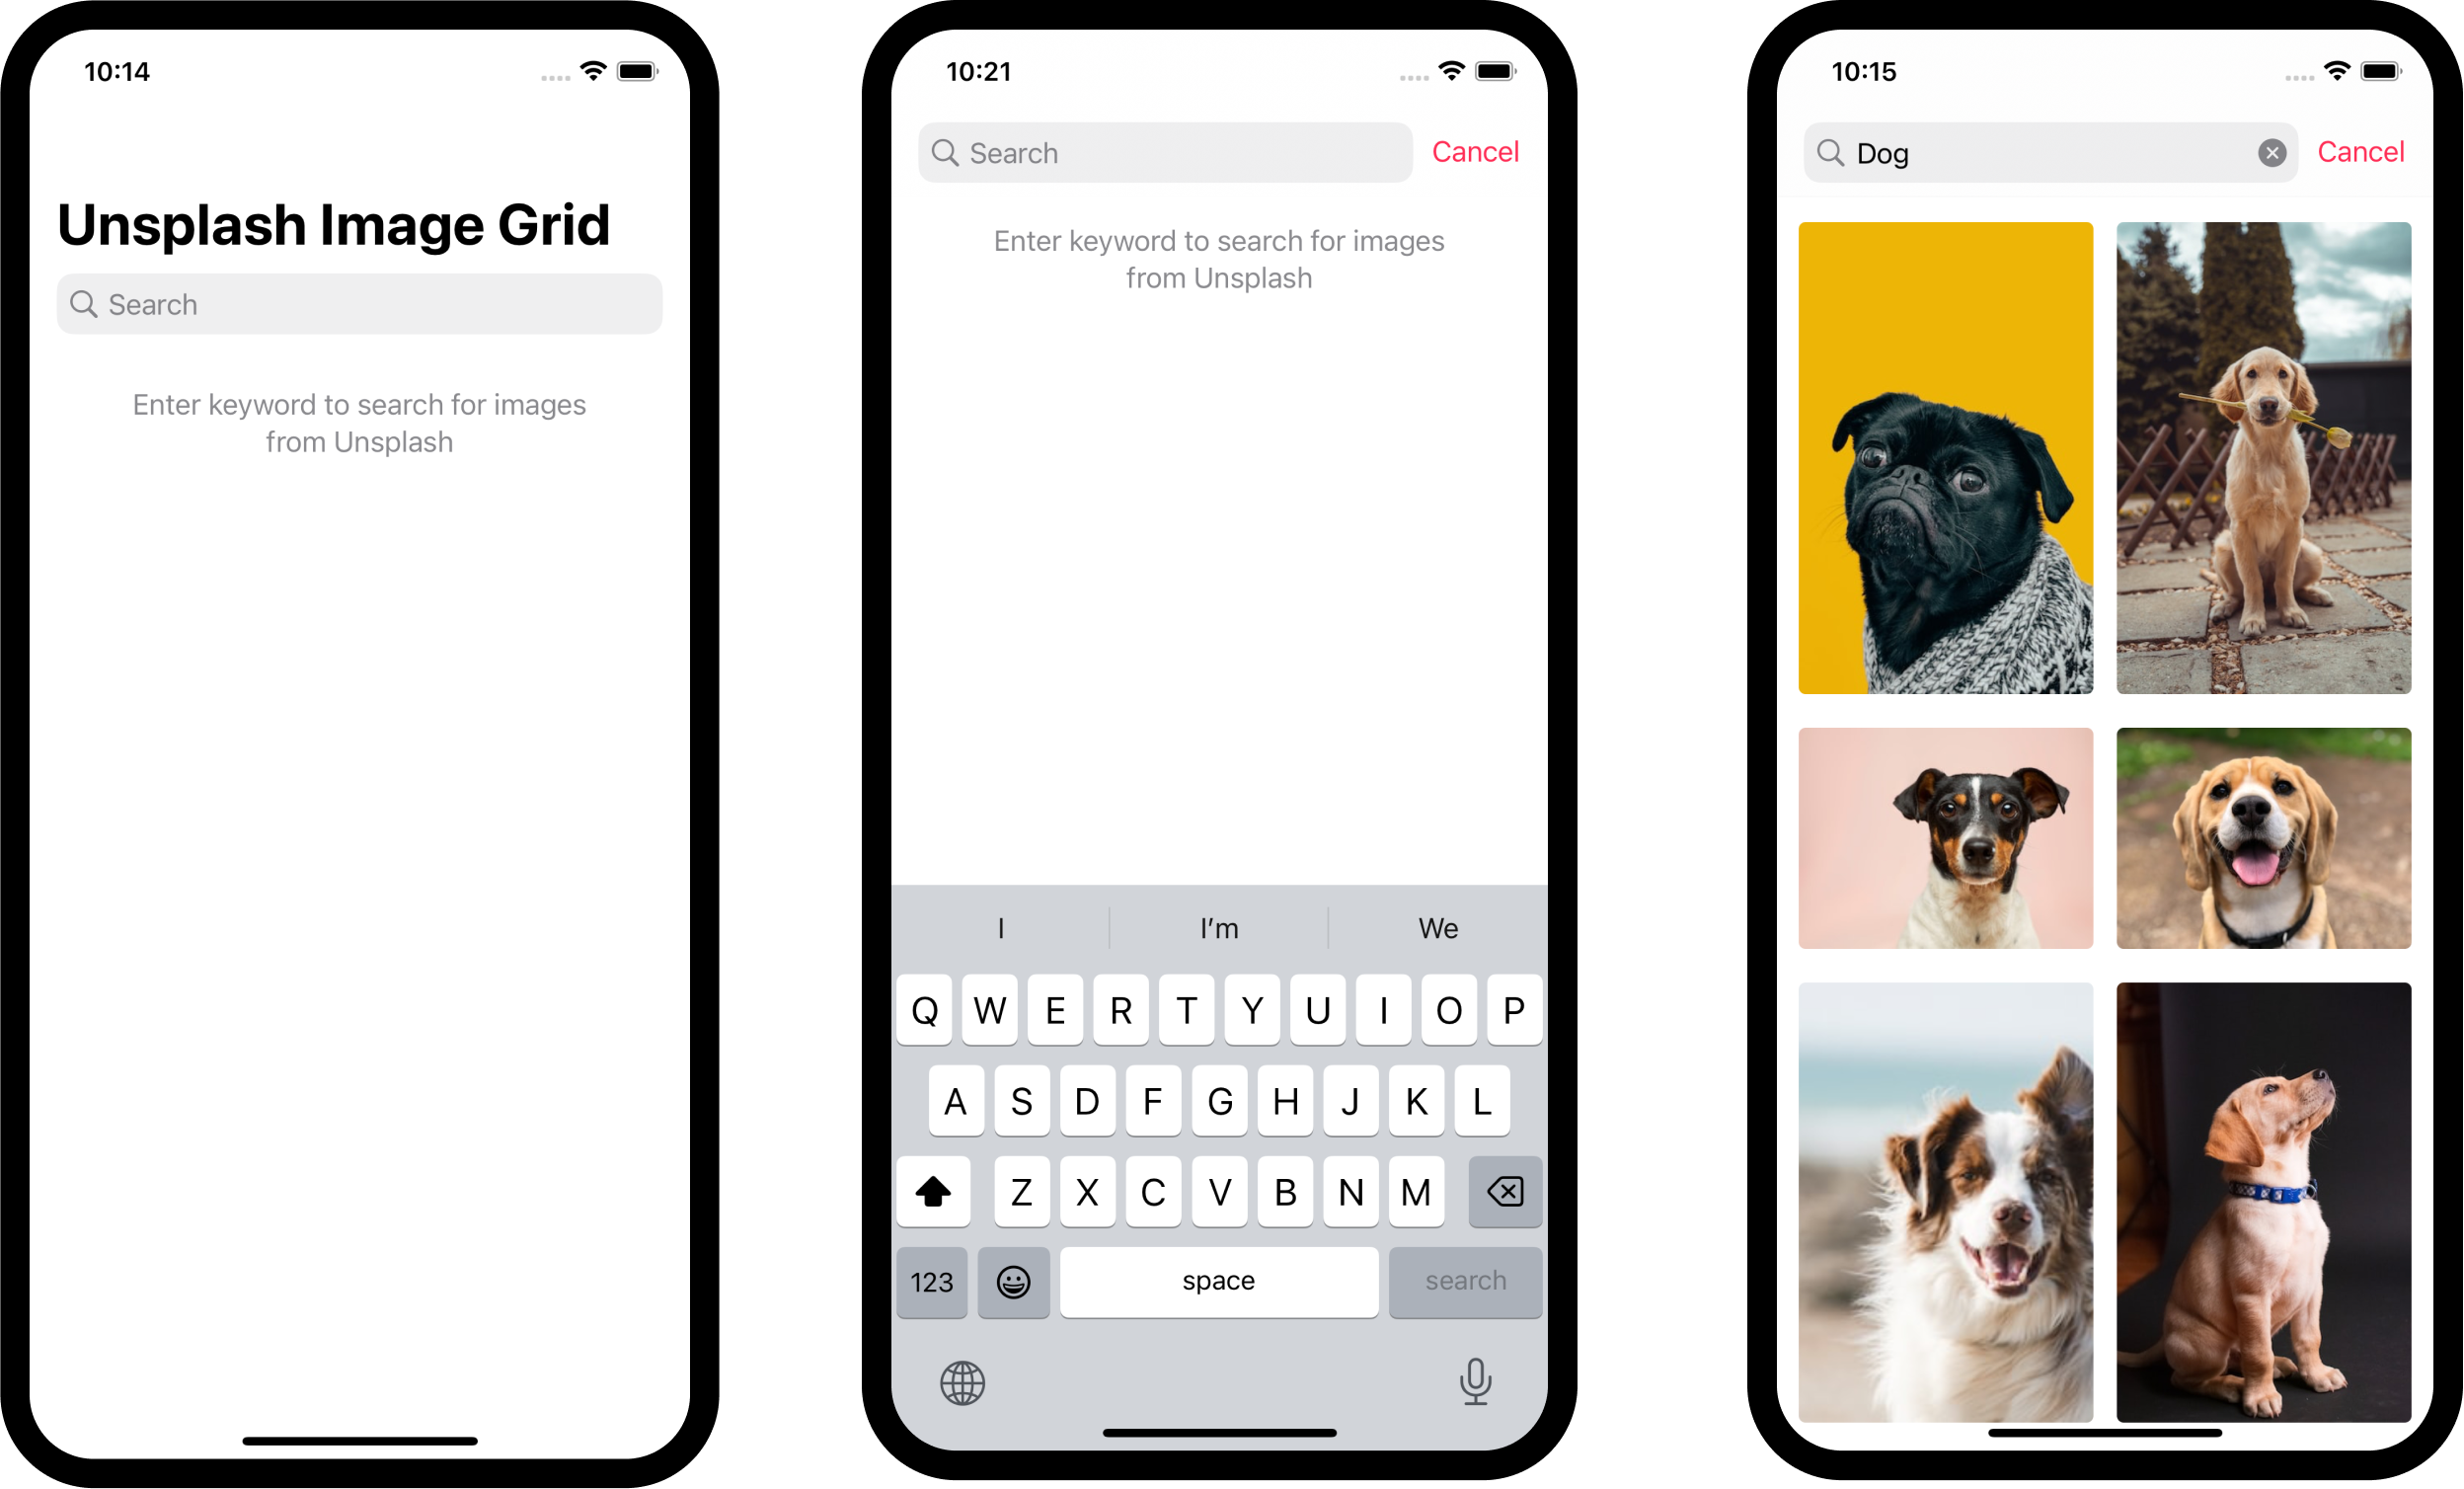 10:14
Unsplash Image Grid
Search
Enter keyword to search for images
from Unsplash
10:21
Search
Cancel
Enter keyword to search for images
from Unsplash
I
I’m
We
Q W E R T Y U I O P
A S D F G H J K L
Z X C V B N M
123
space
search
10:15
Dog
Cancel